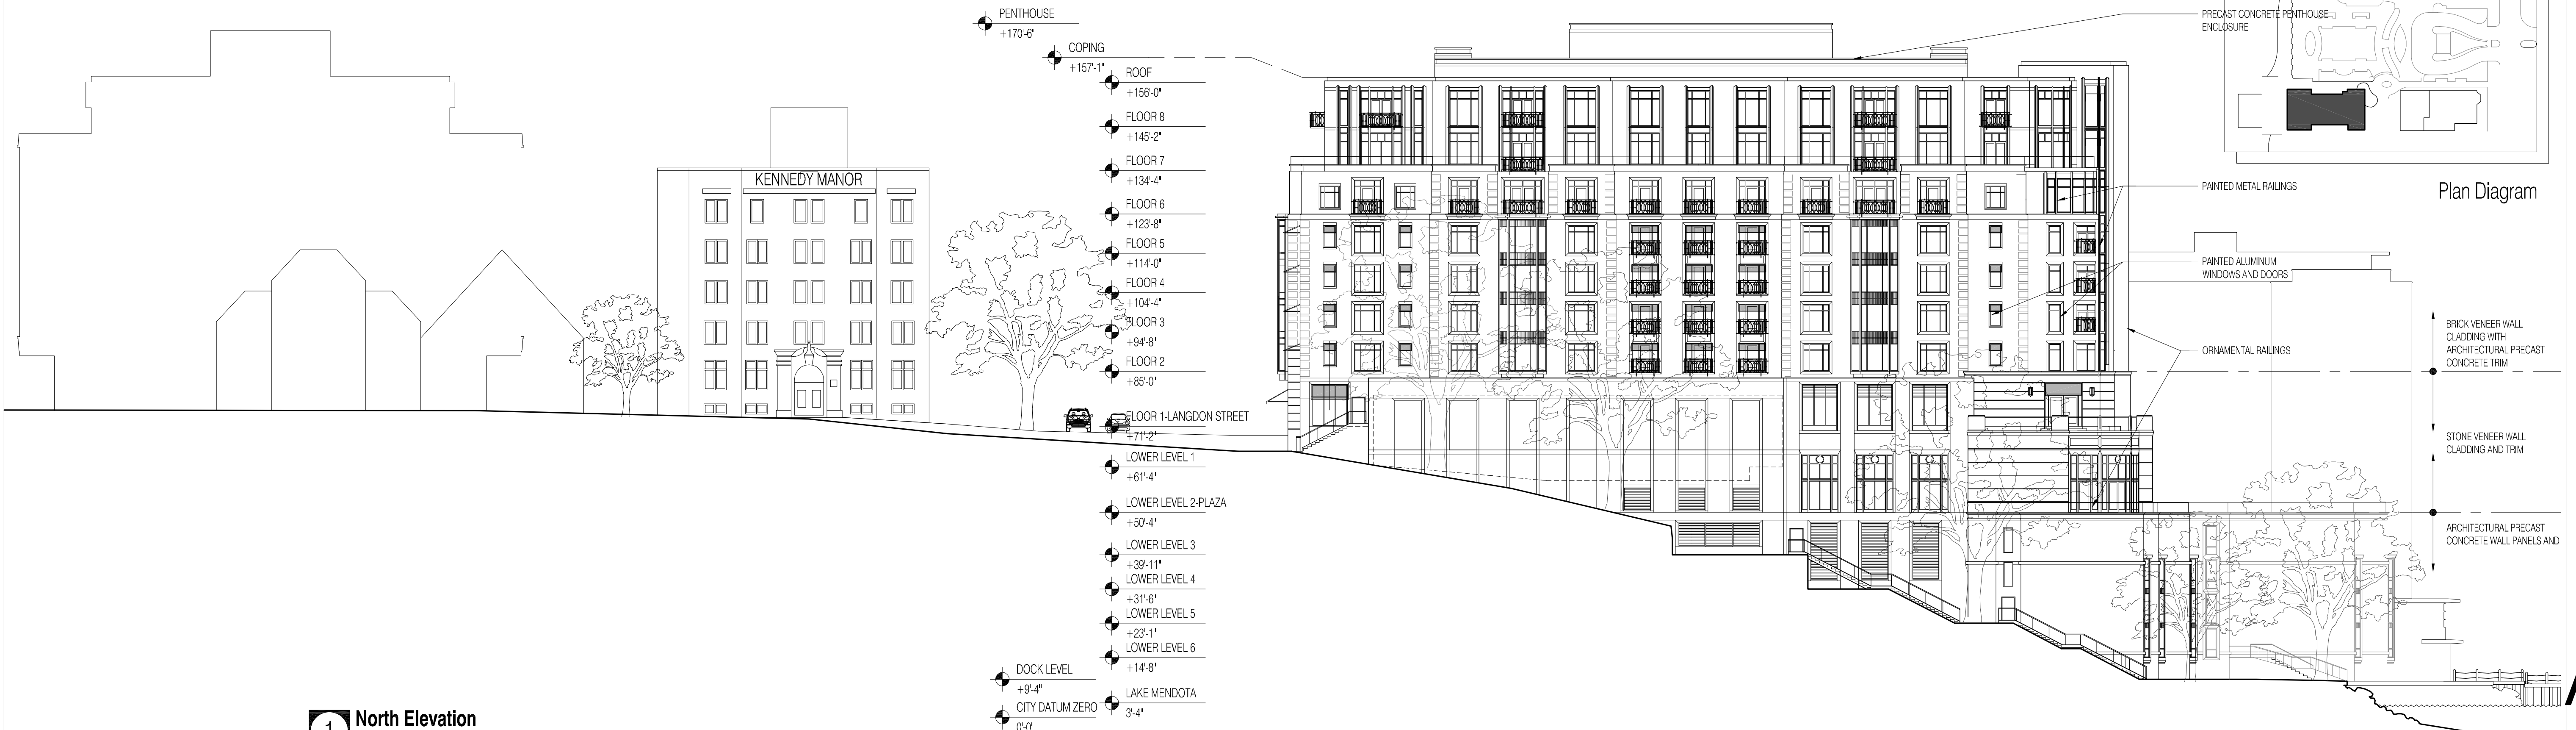 PENTHOUSE
+170'-6"
COPING
+157'-1"
ROOF
+156'-0"
FLOOR 8
+145'-2"
FLOOR 7
+134'-4"
FLOOR 6
+123'-8"
FLOOR 5
+114'-0"
FLOOR 4
+104'-4"
FLOOR 3
+94'-8"
FLOOR 2
+85'-0"
FLOOR 1-LANGDON STREET
+71'-2"
LOWER LEVEL 1
+61'-4"
LOWER LEVEL 2-PLAZA
+50'-4"
LOWER LEVEL 3
+39'-11"
LOWER LEVEL 4
+31'-6"
LOWER LEVEL 5
+23'-1"
LOWER LEVEL 6
+14'-8"
DOCK LEVEL
+9'-4"
LAKE MENDOTA
3'-4"
CITY DATUM ZERO
0'-0"
KENNEDY MANOR
PRECAST CONCRETE PENTHOUSE
ENCLOSURE
Plan Diagram
PAINTED METAL RAILINGS
PAINTED ALUMINUM
WINDOWS AND DOORS
ORNAMENTAL RAILINGS
BRICK VENEER WALL
CLADDING WITH
ARCHITECTURAL PRECAST
CONCRETE TRIM
STONE VENEER WALL
CLADDING AND TRIM
ARCHITECTURAL PRECAST
CONCRETE WALL PANELS AND
1
North Elevation